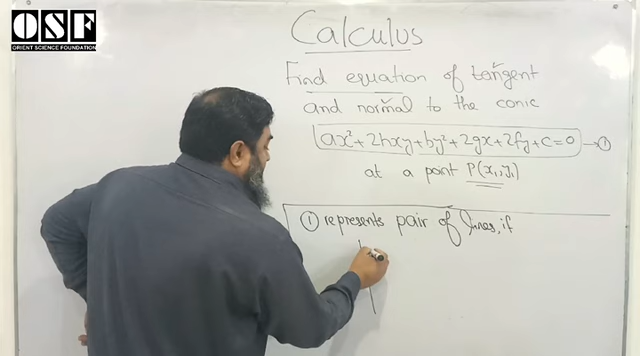 OSF
ORIENT SCIENCE FOUNDATION
Calculus
Find equation of tangent
and normal to the conic
ax²+2hxy+by²+2gx+2fy+c=0 →①
at a point P(x₁,y₁)
① represents pair of lines, if